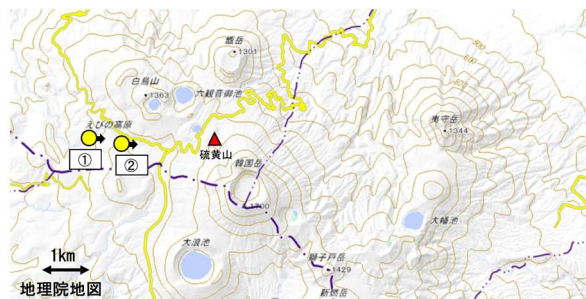 甑岳
1301
白鳥山
1363
六観音御池
えびの高原
硫黄山
①
②
韓国岳
1700
夷守岳
1344
大幡池
大浪池
獅子戸岳
1429
新燃岳
1km
地理院地図